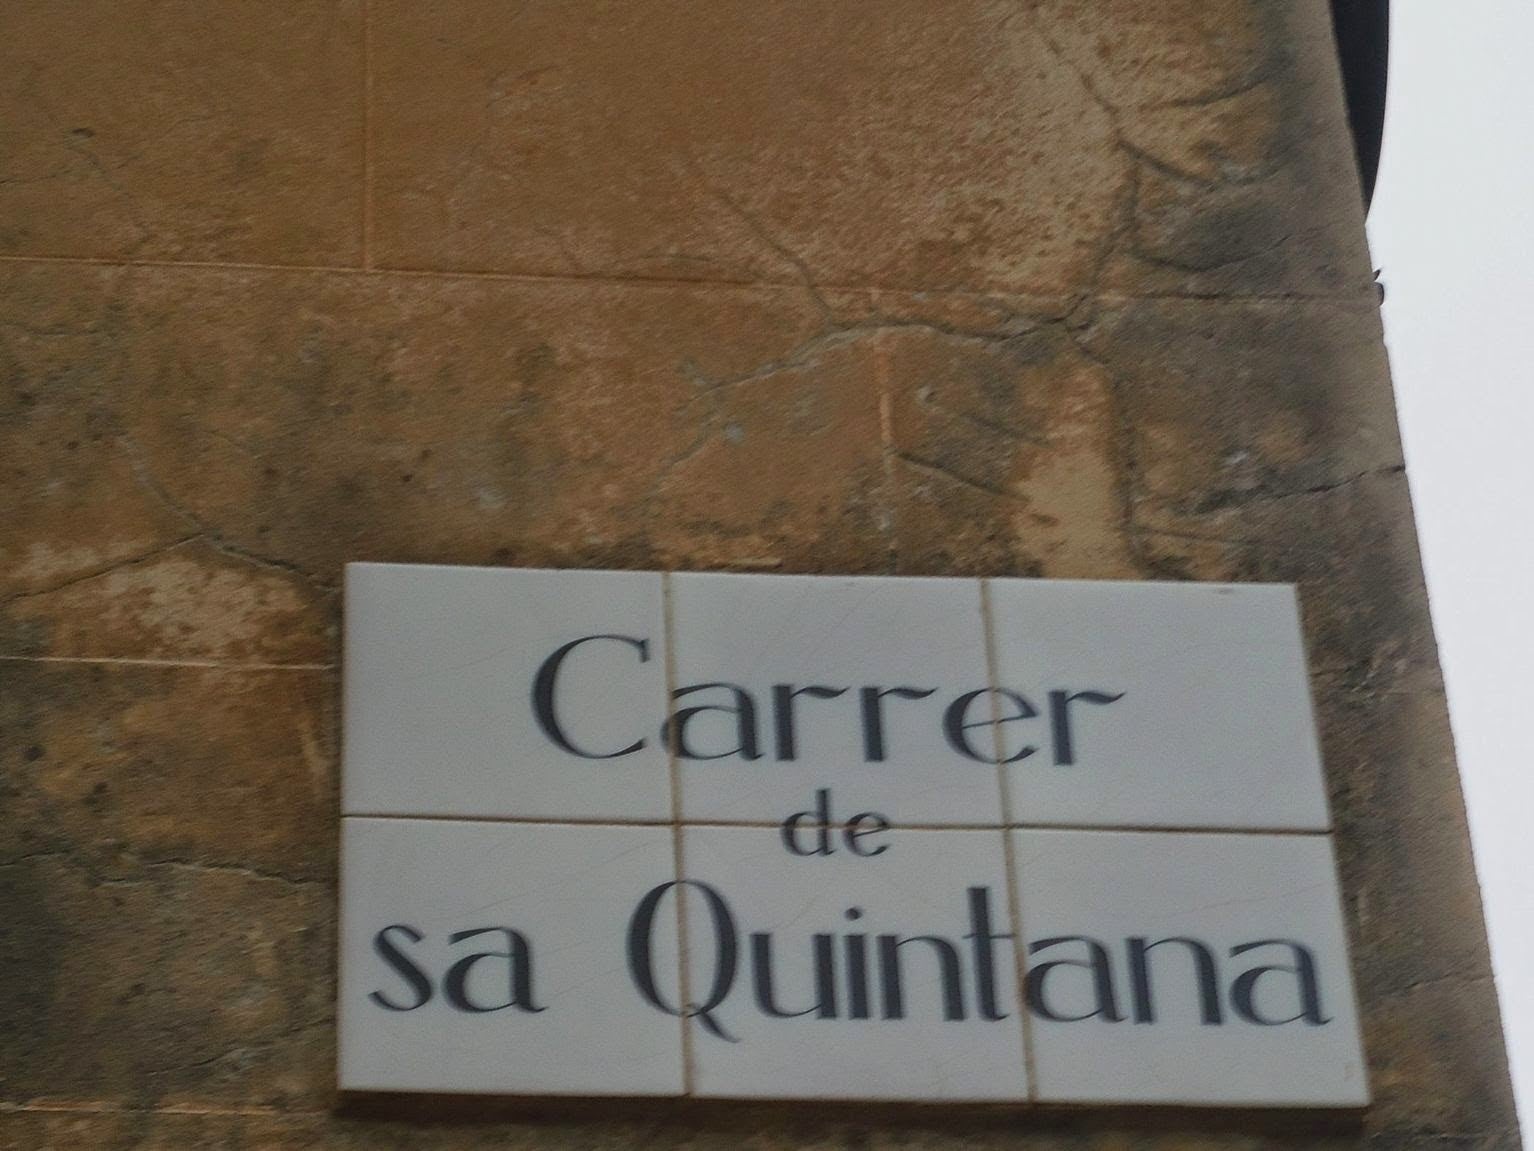 Carrer
de
sa Quintana